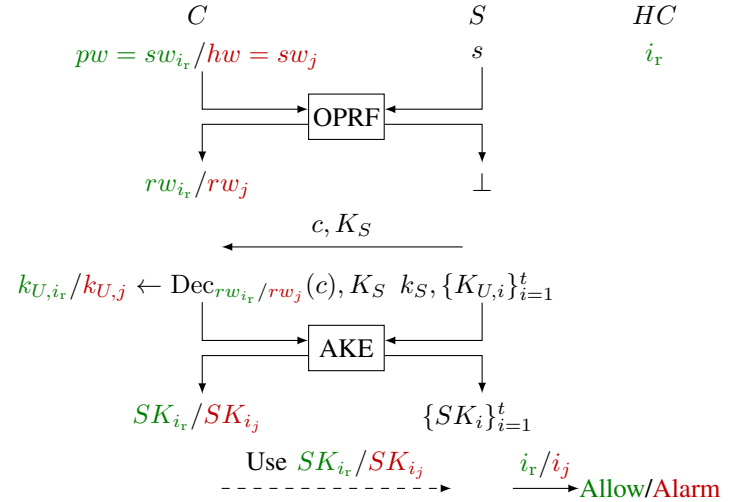 C S HC
pw = sw_{i_r}/hw = sw_j s i_r
OPRF
rw_{i_r}/rw_j ⊥
c, K_S
k_{U,i_r}/k_{U,j} ← Dec_{rw_{i_r}/rw_j}(c), K_S k_S, {K_{U,i}}_{i=1}^t
AKE
SK_{i_r}/SK_{i_j} {SK_i}_{i=1}^t
Use SK_{i_r}/SK_{i_j} i_r/i_j
Allow/Alarm